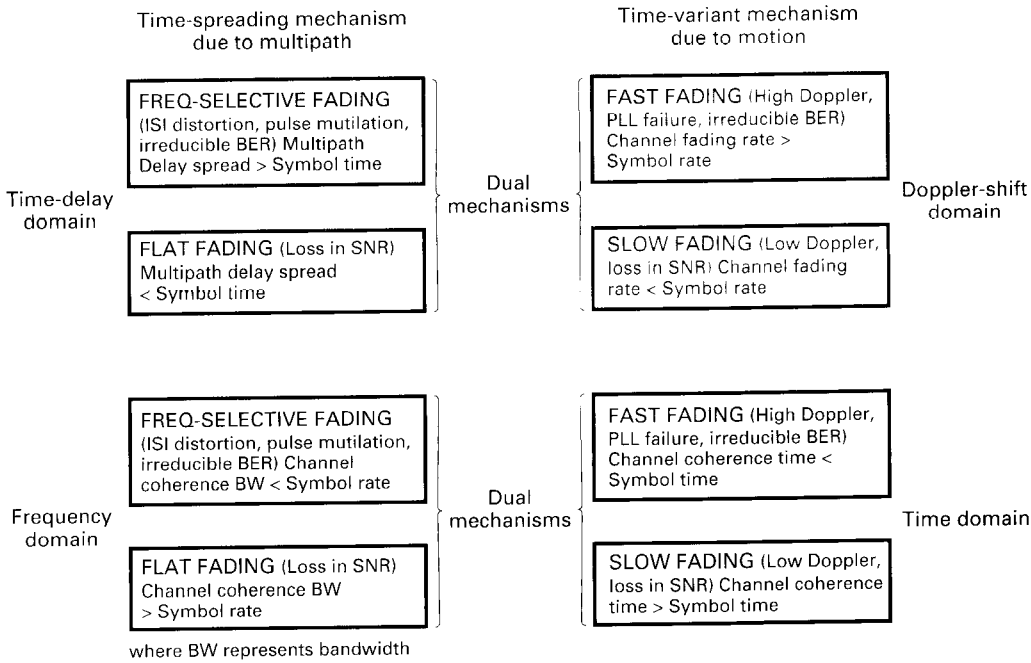 Time-spreading mechanism
due to multipath
Time-variant mechanism
due to motion
FREQ-SELECTIVE FADING
(ISI distortion, pulse mutilation,
irreducible BER) Multipath
Delay spread > Symbol time
FAST FADING (High Doppler,
PLL failure, irreducible BER)
Channel fading rate >
Symbol rate
Time-delay
domain
Dual
mechanisms
Doppler-shift
domain
FLAT FADING (Loss in SNR)
Multipath delay spread
< Symbol time
SLOW FADING (Low Doppler,
loss in SNR) Channel fading
rate < Symbol rate
FREQ-SELECTIVE FADING
(ISI distortion, pulse mutilation,
irreducible BER) Channel
coherence BW < Symbol rate
FAST FADING (High Doppler,
PLL failure, irreducible BER)
Channel coherence time <
Symbol time
Frequency
domain
Dual
mechanisms
Time domain
FLAT FADING (Loss in SNR)
Channel coherence BW
> Symbol rate
SLOW FADING (Low Doppler,
loss in SNR) Channel coherence
time > Symbol time
where BW represents bandwidth